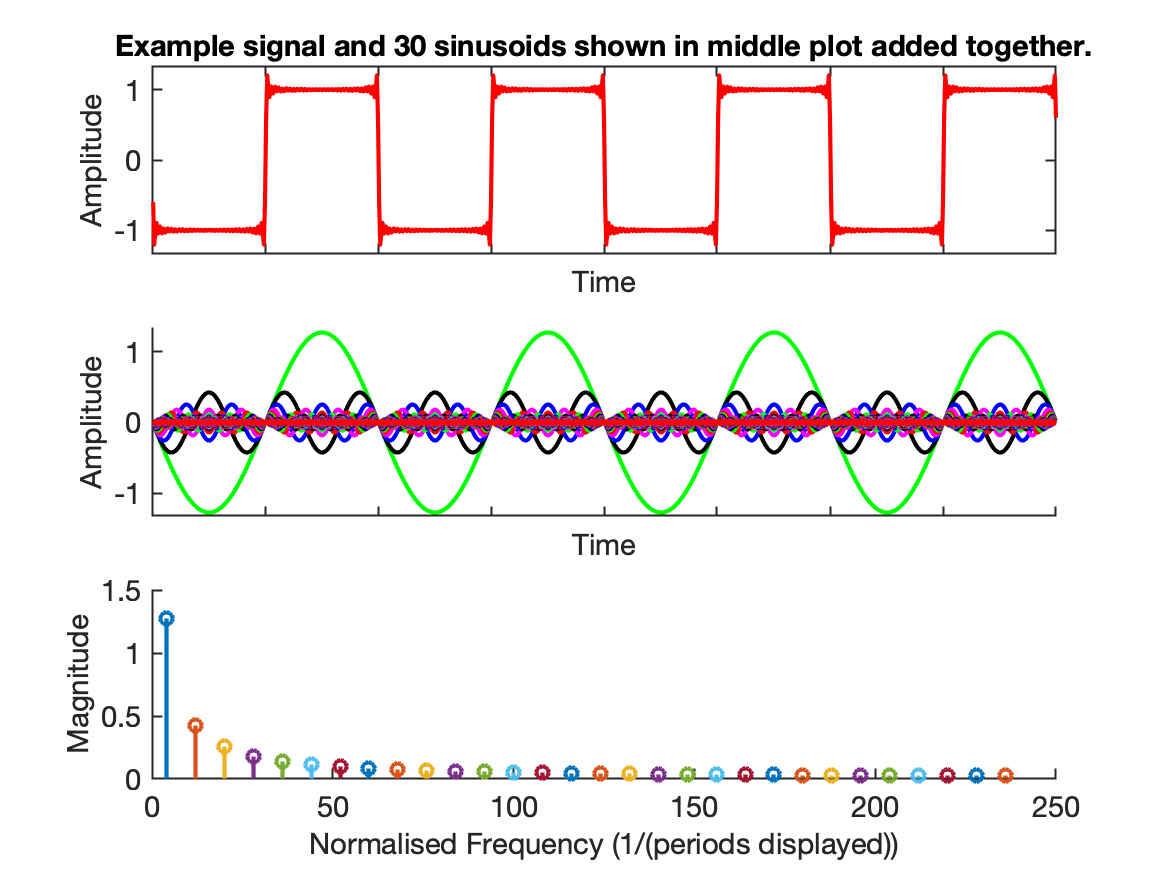 Example signal and 30 sinusoids shown in middle plot added together.
Amplitude
1
0
-1
Time
Amplitude
1
0
-1
Time
Magnitude
1.5
1
0.5
0
0 50 100 150 200 250
Normalised Frequency (1/(periods displayed))